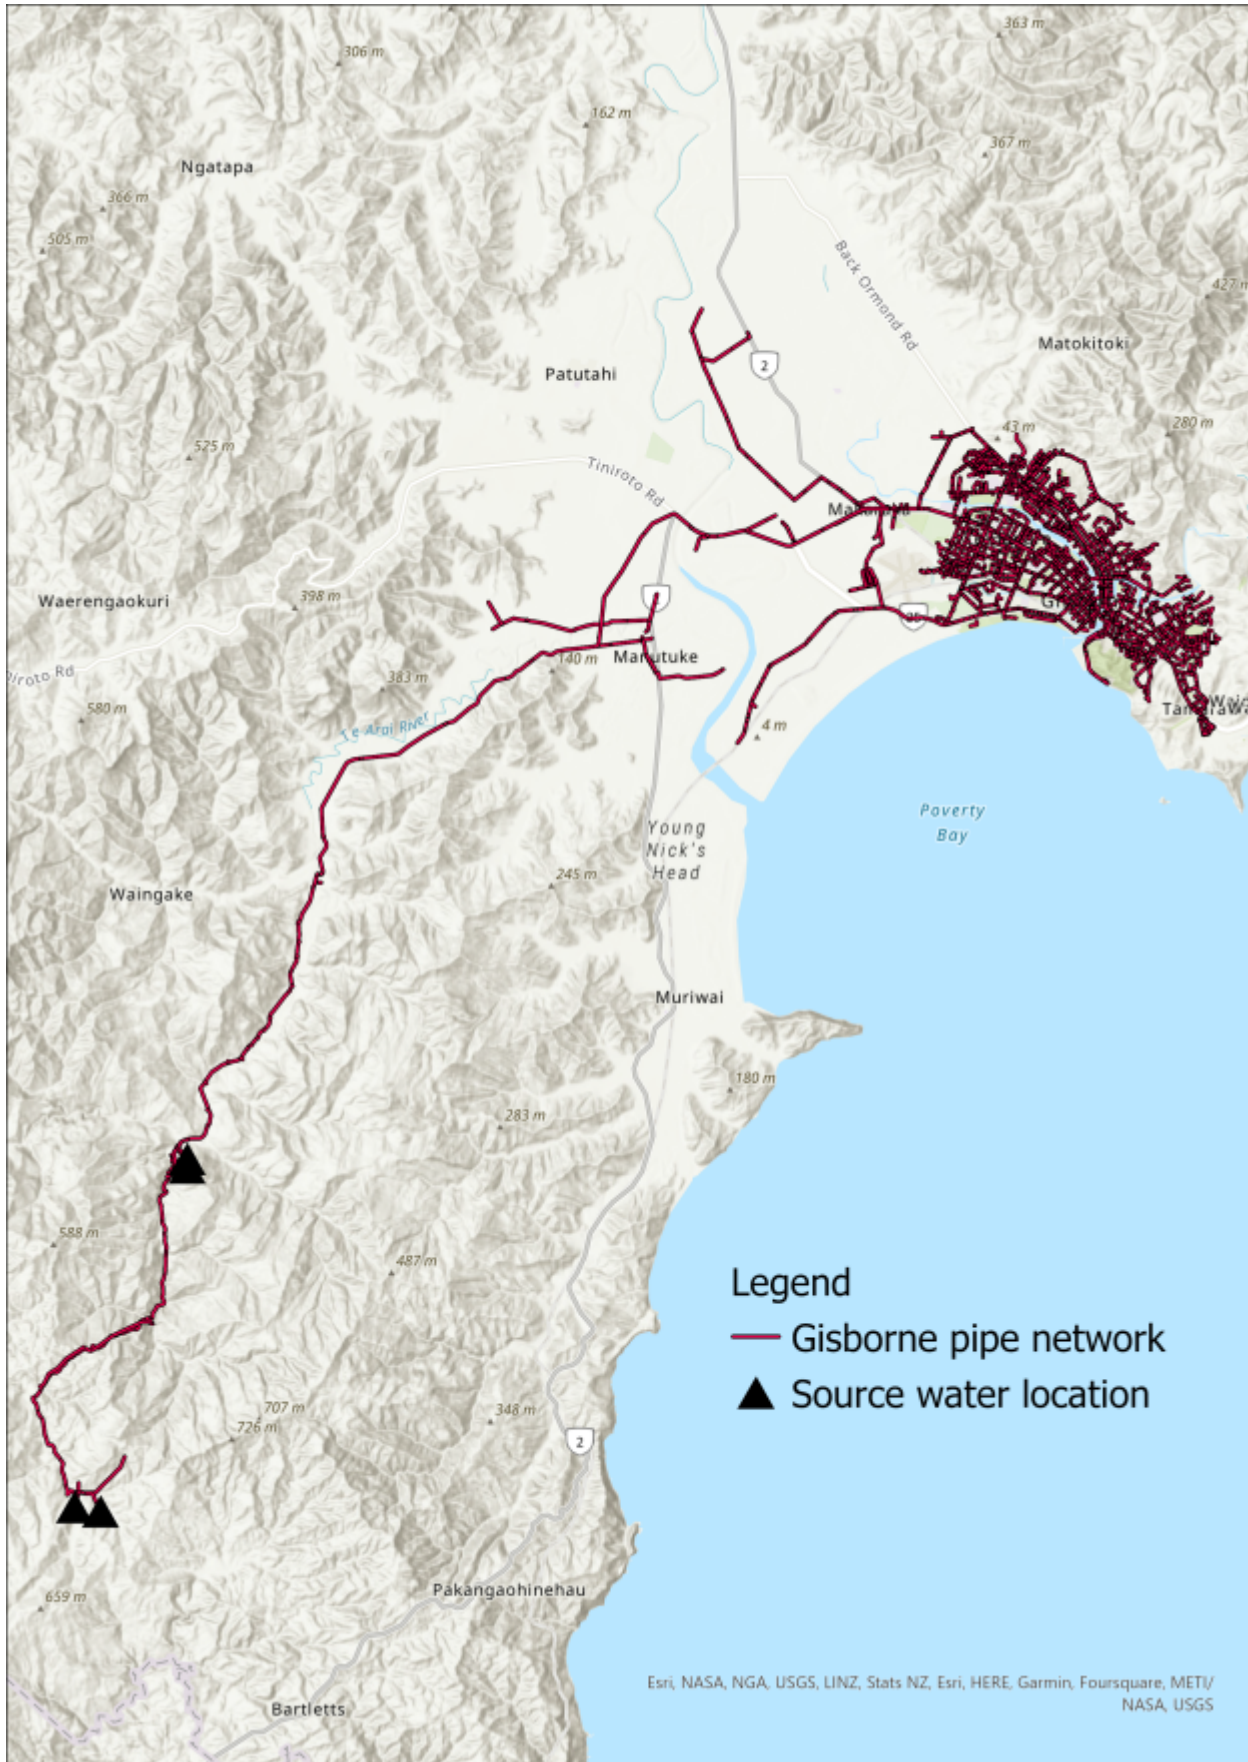 363 m
306 m
162 m
367 m
Ngatapa
366 m
505 m
Back Ormond Rd
427 m
Matokitoki
2
Patutahi
43 m
280 m
525 m
Tiniroto Rd
Waerengaokuri
398 m
35
Manutuke
140 m
383 m
580 m
Te Arai River
4 m
Poverty
Bay
Young
Nick's
Head
245 m
Waingake
Muriwai
180 m
283 m
588 m
487 m
Legend
Gisborne pipe network
Source water location
707 m
726 m
348 m
2
Pakangaohinehau
659 m
Esri, NASA, NGA, USGS, LINZ, Stats NZ, Esri, HERE, Garmin, Foursquare, METI/
NASA, USGS
Bartletts